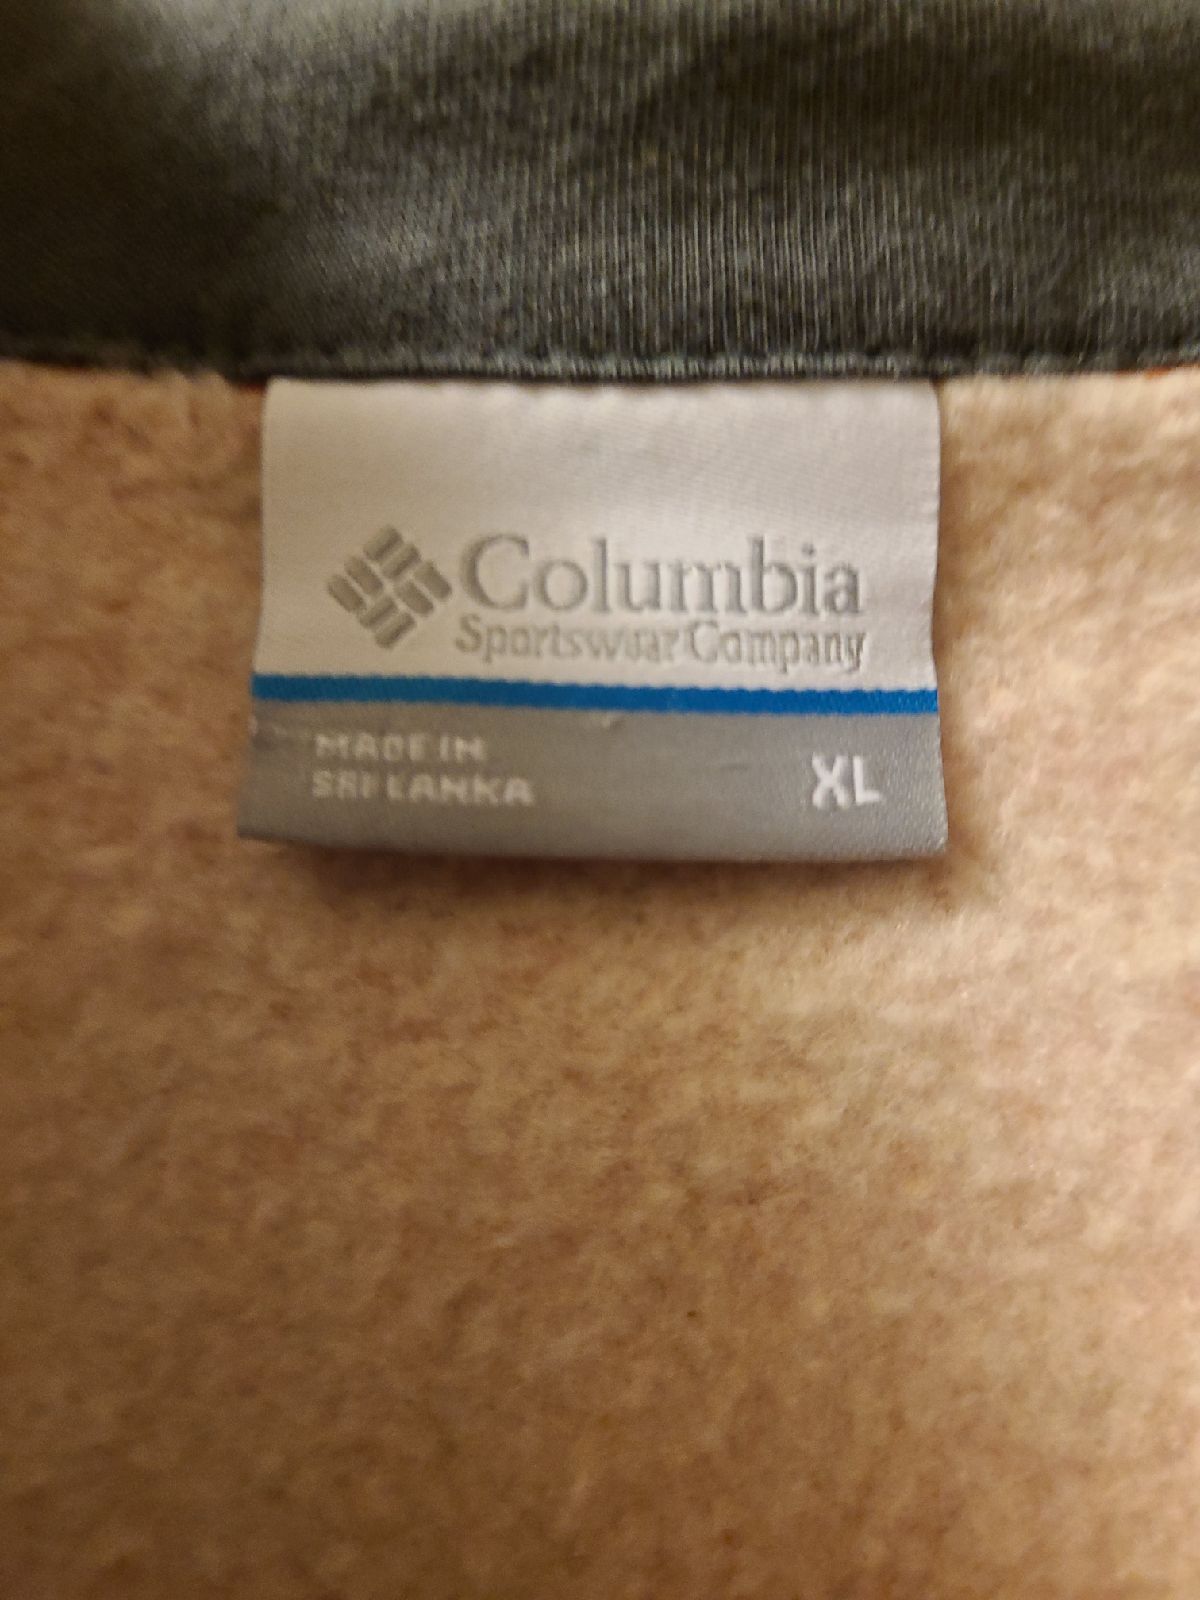 Columbia
Sportswear Company
MADE IN
SRI LANKA
XL